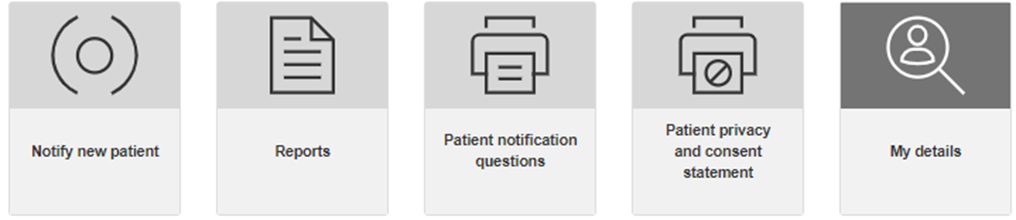 Notify new patient
Reports
Patient notification
questions
Patient privacy
and consent
statement
My details